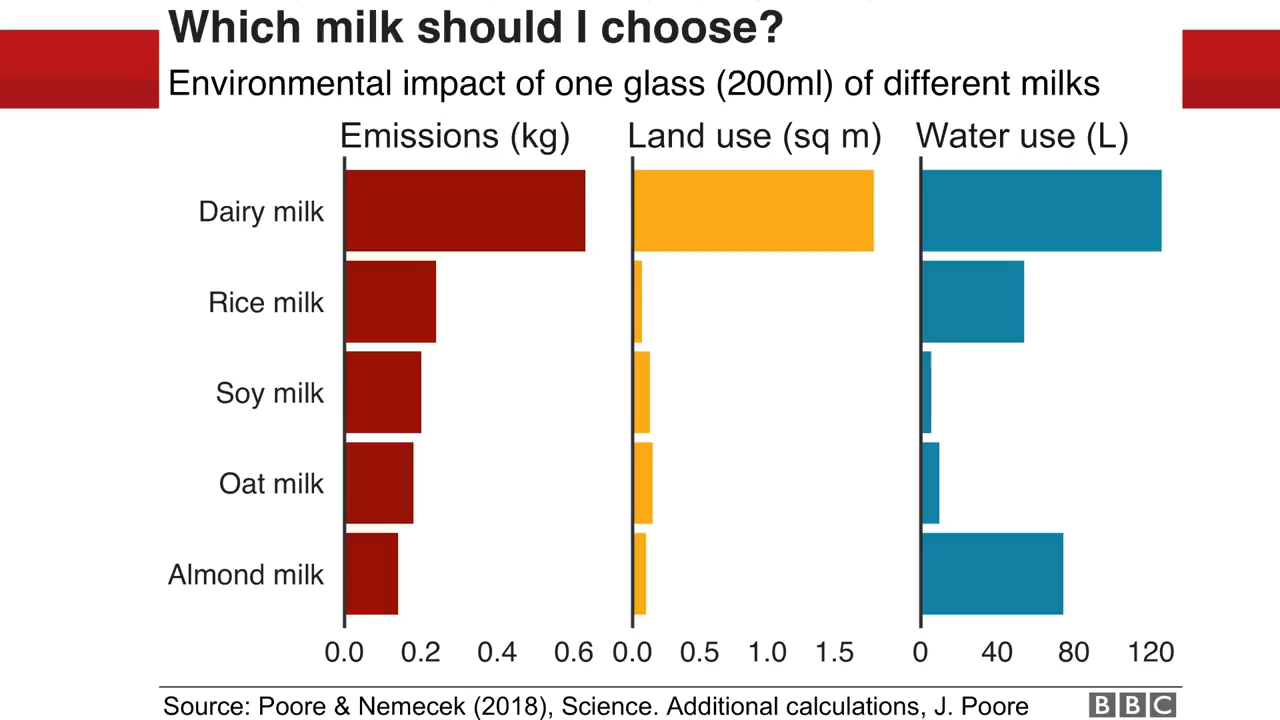 Which milk should I choose?
Environmental impact of one glass (200ml) of different milks
Emissions (kg) Land use (sq m) Water use (L)
Dairy milk
Rice milk
Soy milk
Oat milk
Almond milk
0.0 0.2 0.4 0.6 0.0 0.5 1.0 1.5 0 40 80 120
Source: Poore & Nemecek (2018), Science. Additional calculations, J. Poore BBC